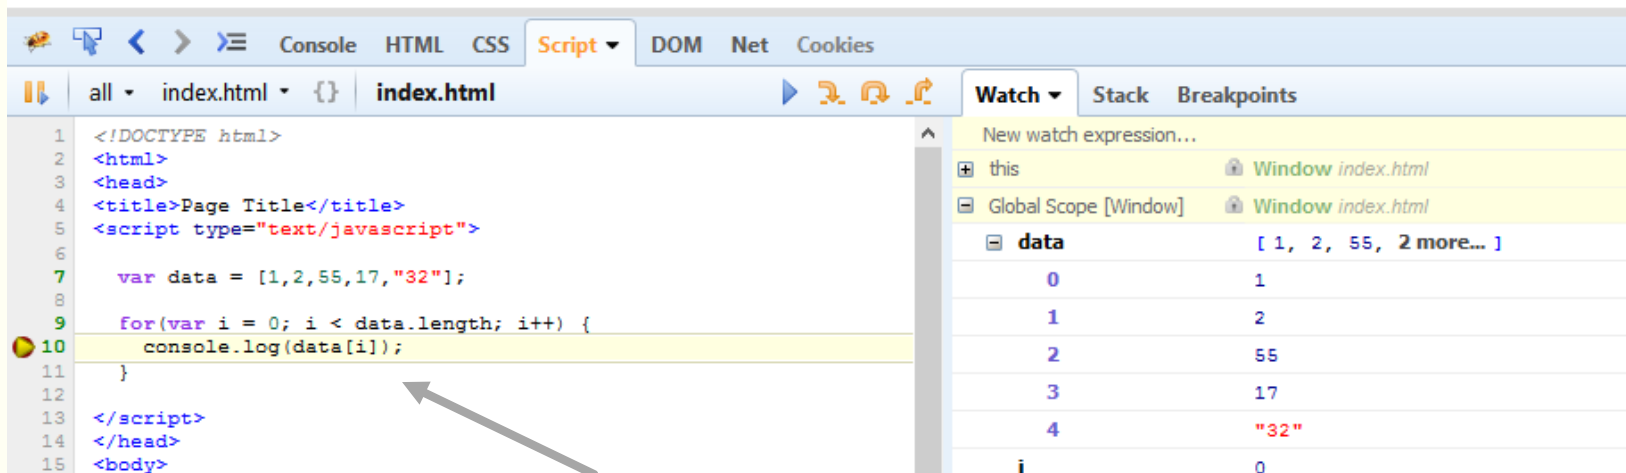 Console HTML CSS Script DOM Net Cookies
all index.html {} index.html
Watch Stack Breakpoints
1 <!DOCTYPE html>
2 <html>
3 <head>
4 <title>Page Title</title>
5 <script type="text/javascript">
6
7 var data = [1,2,55,17,"32"];
8
9 for(var i = 0; i < data.length; i++) {
10 console.log(data[i]);
11 }
12
13 </script>
14 </head>
15 <body>
New watch expression...
this Window index.html
Global Scope [Window] Window index.html
data [ 1, 2, 55, 2 more... ]
0 1
1 2
2 55
3 17
4 "32"
i 0